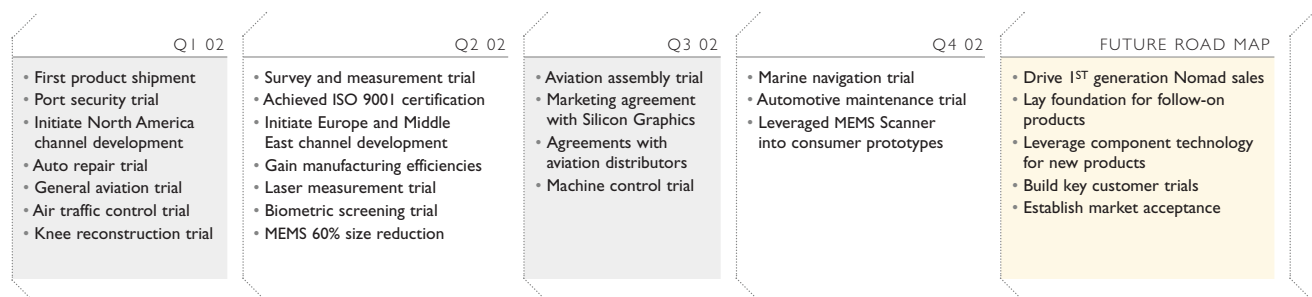 Q1 02
• First product shipment
• Port security trial
• Initiate North America
channel development
• Auto repair trial
• General aviation trial
• Air traffic control trial
• Knee reconstruction trial
Q2 02
• Survey and measurement trial
• Achieved ISO 9001 certification
• Initiate Europe and Middle
East channel development
• Gain manufacturing efficiencies
• Laser measurement trial
• Biometric screening trial
• MEMS 60% size reduction
Q3 02
• Aviation assembly trial
• Marketing agreement
with Silicon Graphics
• Agreements with
aviation distributors
• Machine control trial
Q4 02
• Marine navigation trial
• Automotive maintenance trial
• Leveraged MEMS Scanner
into consumer prototypes
FUTURE ROAD MAP
• Drive 1ST generation Nomad sales
• Lay foundation for follow-on
products
• Leverage component technology
for new products
• Build key customer trials
• Establish market acceptance